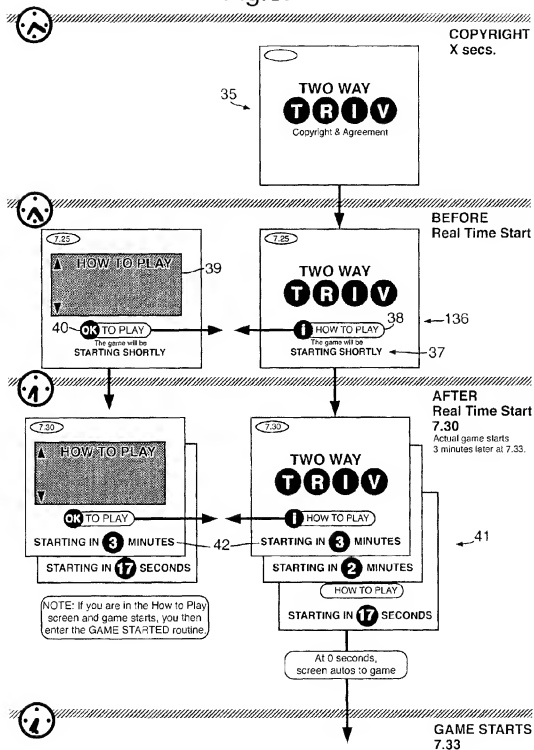 COPYRIGHT
X secs.
35
TWO WAY
TRIV
Copyright & Agreement
BEFORE
Real Time Start
7.25
HOW TO PLAY
39
40
OK TO PLAY
The game will be
STARTING SHORTLY
7.25
TWO WAY
TRIV
38
i HOW TO PLAY
136
The game will be
STARTING SHORTLY
37
AFTER
Real Time Start
7.30
Actual game starts
3 minutes later at 7.33.
7.30
HOW TO PLAY
OK TO PLAY
STARTING IN 3 MINUTES
42
STARTING IN 17 SECONDS
7.30
TWO WAY
TRIV
i HOW TO PLAY
STARTING IN 3 MINUTES
41
STARTING IN 2 MINUTES
HOW TO PLAY
STARTING IN 17 SECONDS
NOTE: If you are in the How to Play
screen and game starts, you then
enter the GAME STARTED routine.
At 0 seconds,
screen autos to game
GAME STARTS
7.33